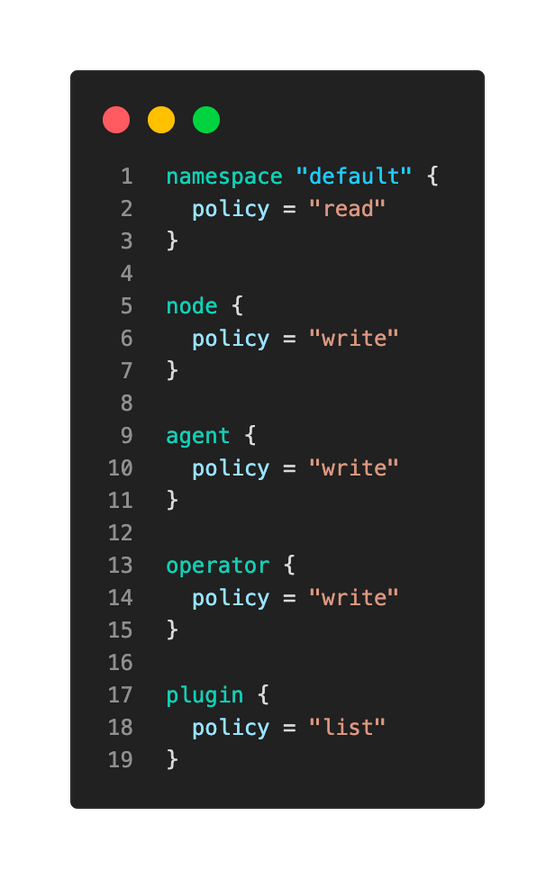 1 namespace "default" {
2   policy = "read"
3 }
4
5 node {
6   policy = "write"
7 }
8
9 agent {
10   policy = "write"
11 }
12
13 operator {
14   policy = "write"
15 }
16
17 plugin {
18   policy = "list"
19 }